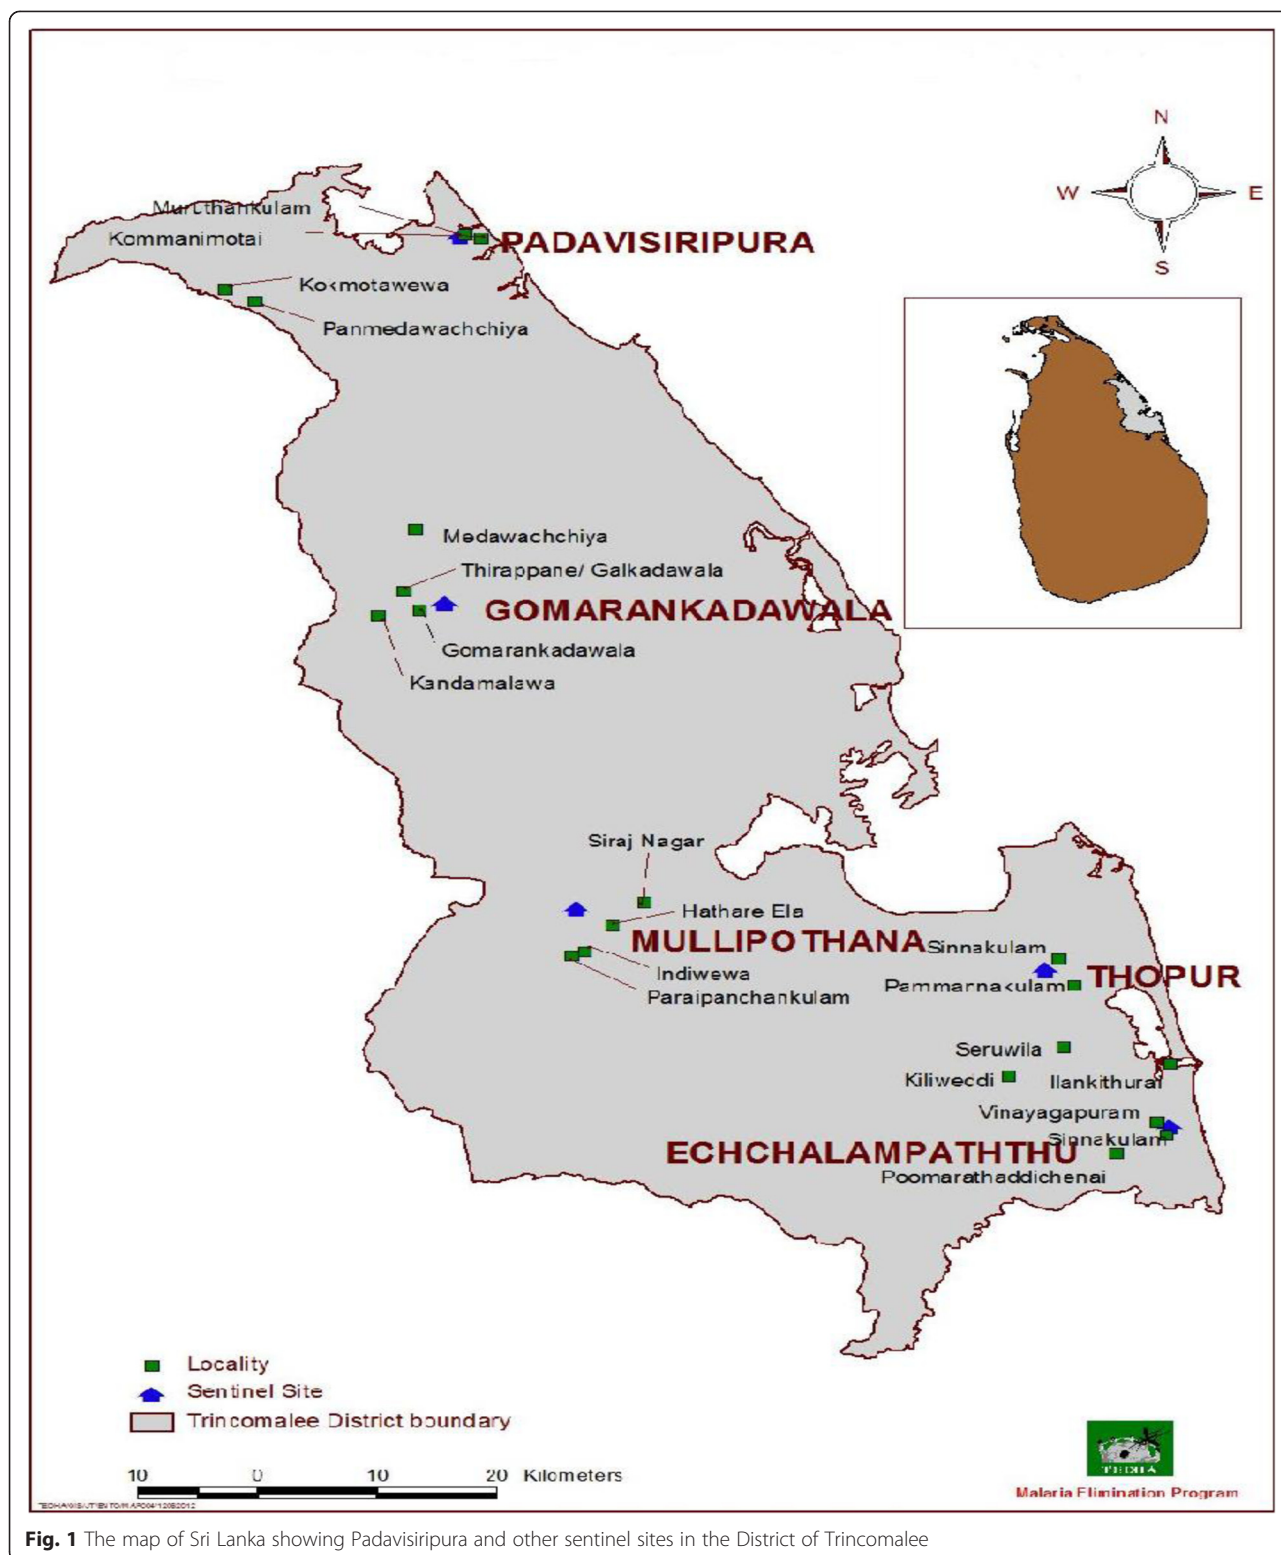 N
W E
S
Muruthankulam
Kommanimotai
PADAVISIRIPURA
Kokmotawewa
Panmedawachchiya
Medawachchiya
Thirappane/ Galkadawala
GOMARANKADAWALA
Gomarankadawala
Kandamalawa
Siraj Nagar
Hathare Ela
MULLIPOTHANA
Sinnakulam
Indiwewa
THOPUR
Pammarnakulam
Paraipanchankulam
Seruwila
Kiliweddi
Ilankithurai
Vinayagapuram
Sinnakulam
ECHCHALAMPATHTHU
Poomarathaddichenai
Locality
Sentinel Site
Trincomalee District boundary
10 0 10 20 Kilometers
TEDHA
Malaria Elimination Program
Fig. 1 The map of Sri Lanka showing Padavisiripura and other sentinel sites in the District of Trincomalee